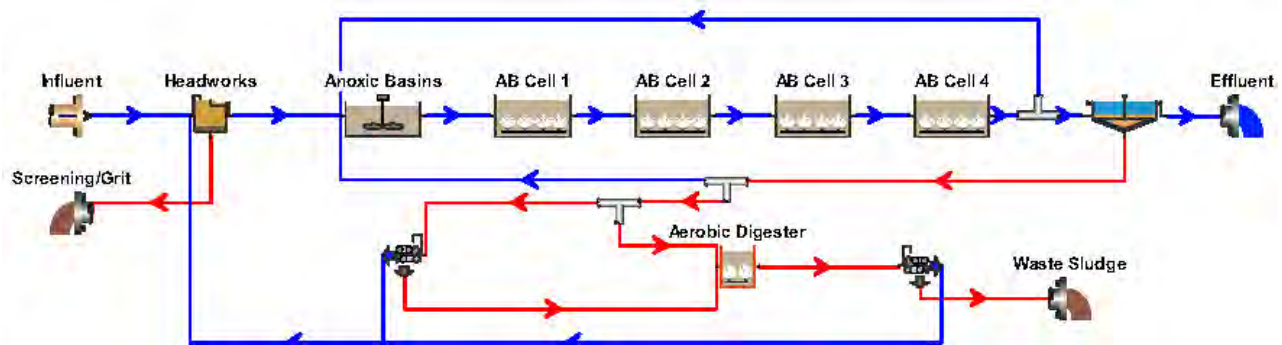 Influent
Headworks
Anoxic Basins
AB Cell 1
AB Cell 2
AB Cell 3
AB Cell 4
Effluent
Screening/Grit
Aerobic Digester
Waste Sludge